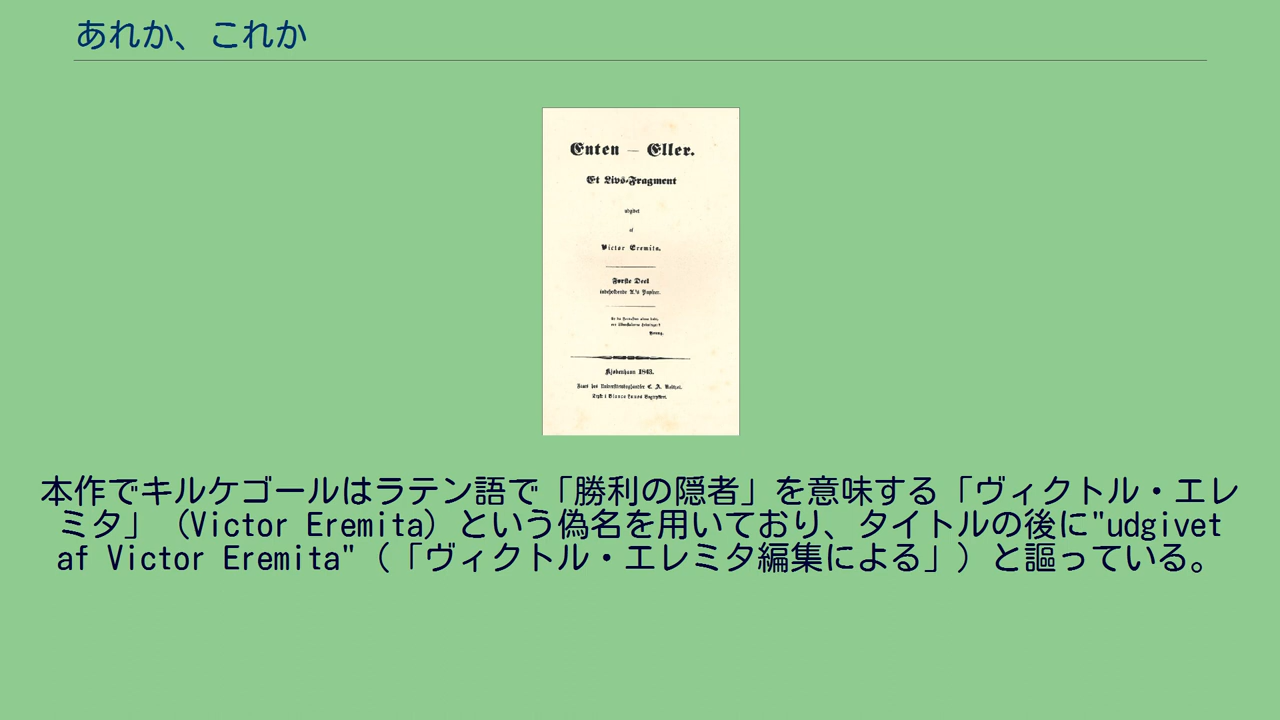 あれか、これか
Enten — Eller.
Et Livs-Fragment
udgivet
af
Victor Eremita.
Første Deel
indeholdende A.'s Papirer.
Kjøbenhavn 1843.
本作でキルケゴールはラテン語で「勝利の隠者」を意味する「ヴィクトル・エレ
ミタ」（Victor Eremita）という偽名を用いており、タイトルの後に"udgivet
af Victor Eremita"（「ヴィクトル・エレミタ編集による」）と謳っている。